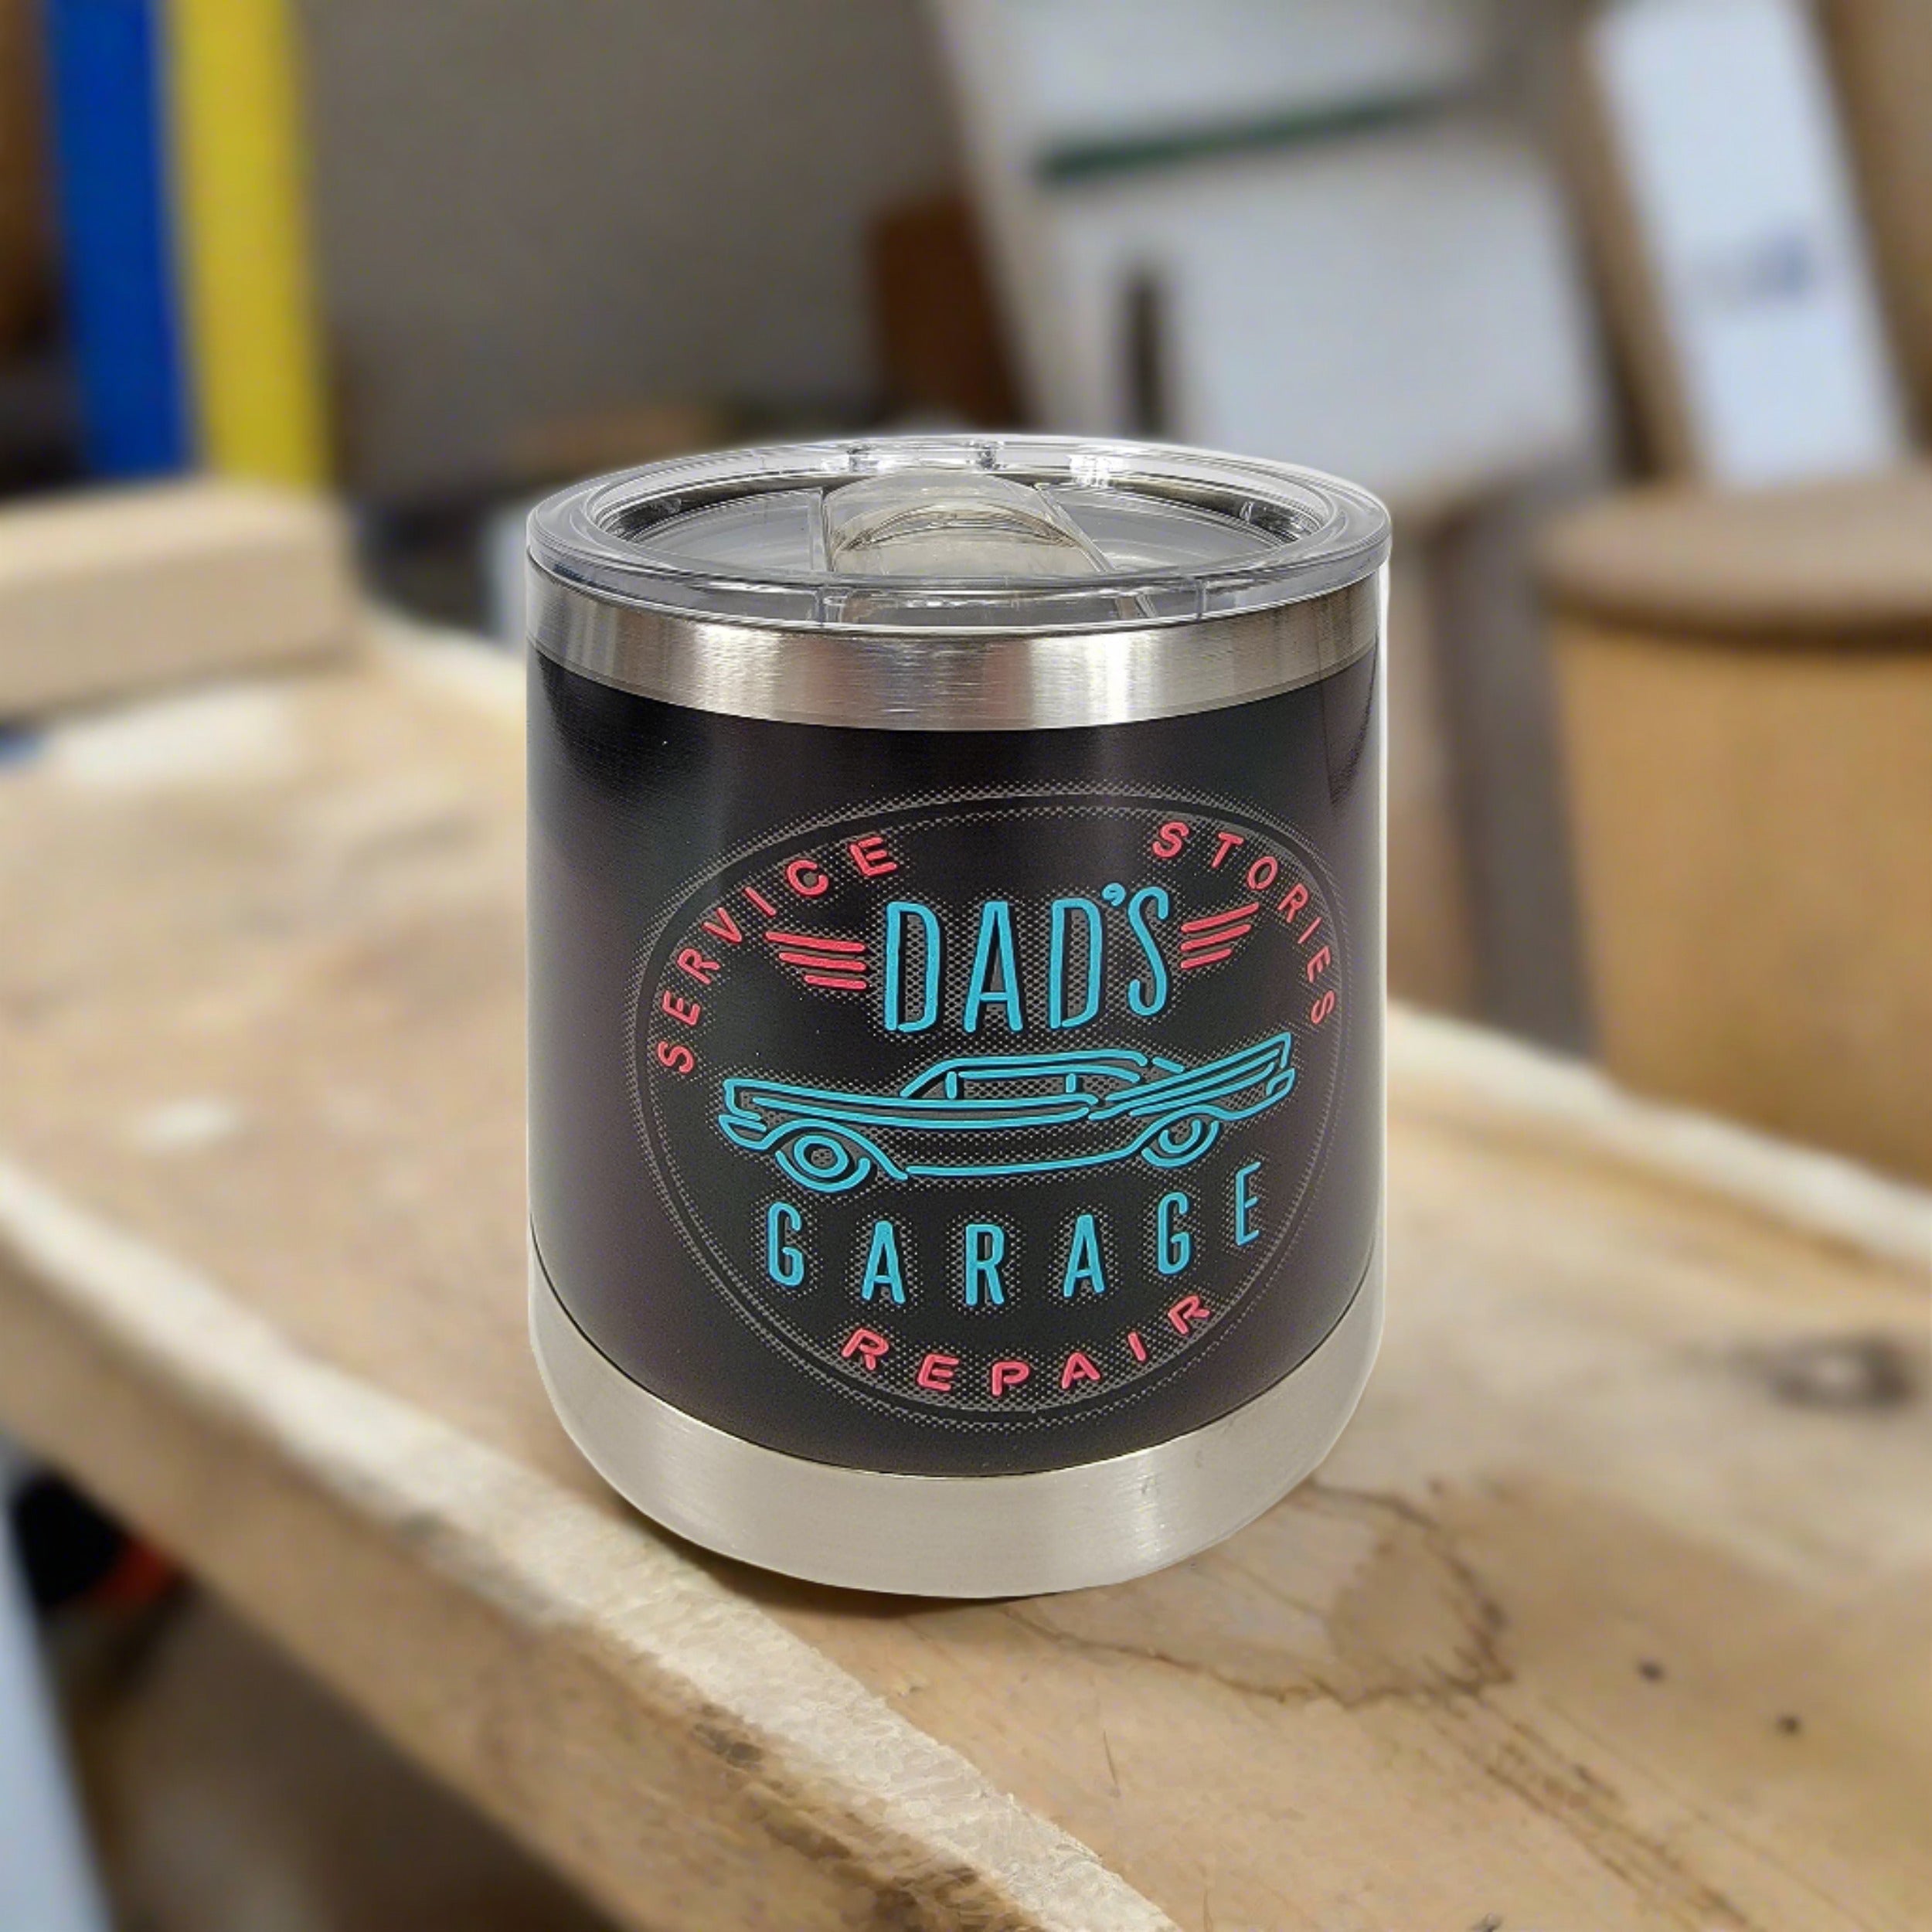 SERVICE
STORIES
DAD'S
GARAGE
REPAIR